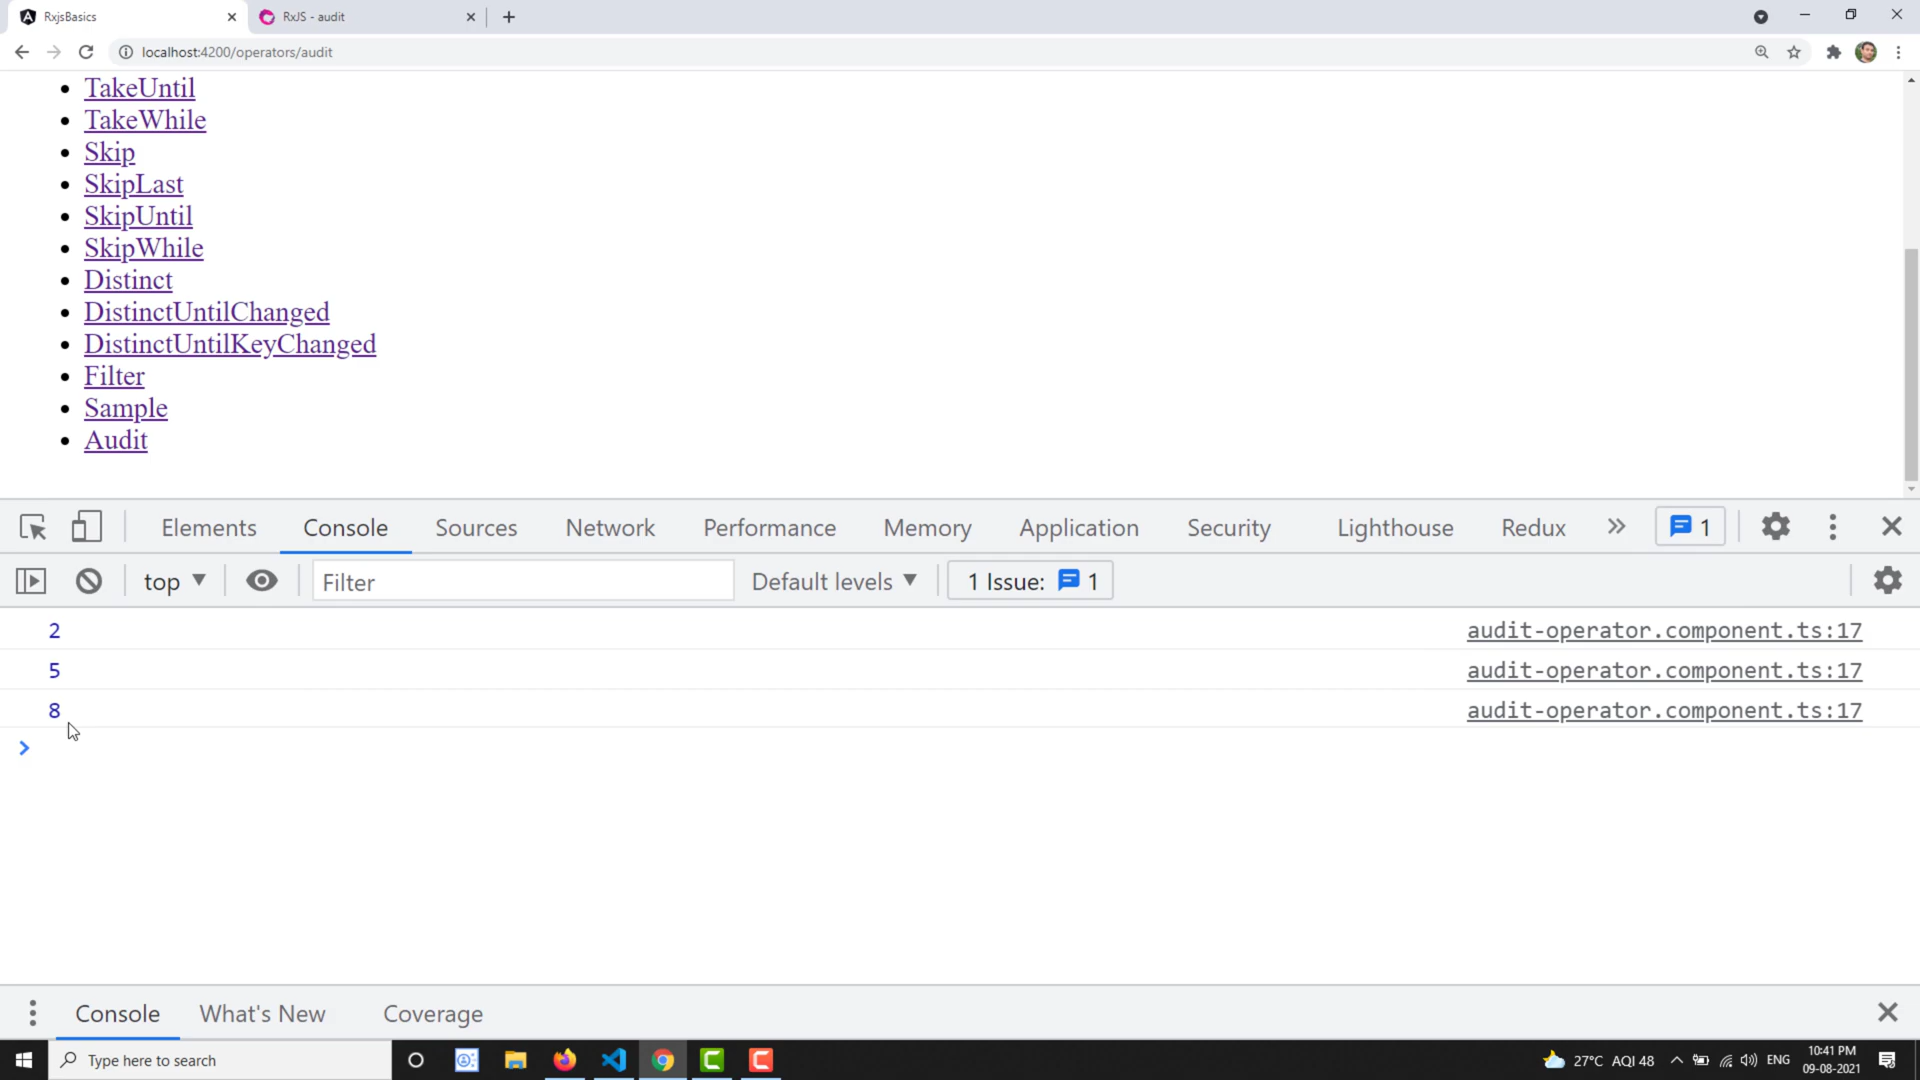 RxjsBasics
RxJS - audit
localhost:4200/operators/audit
TakeUntil
TakeWhile
Skip
SkipLast
SkipUntil
SkipWhile
Distinct
DistinctUntilChanged
DistinctUntilKeyChanged
Filter
Sample
Audit
Elements Console Sources Network Performance Memory Application Security Lighthouse Redux 1
top Filter Default levels 1 Issue: 1
2 audit-operator.component.ts:17
5 audit-operator.component.ts:17
8 audit-operator.component.ts:17
Console What's New Coverage
Type here to search
27°C AQI 48
ENG
10:41 PM
09-08-2021